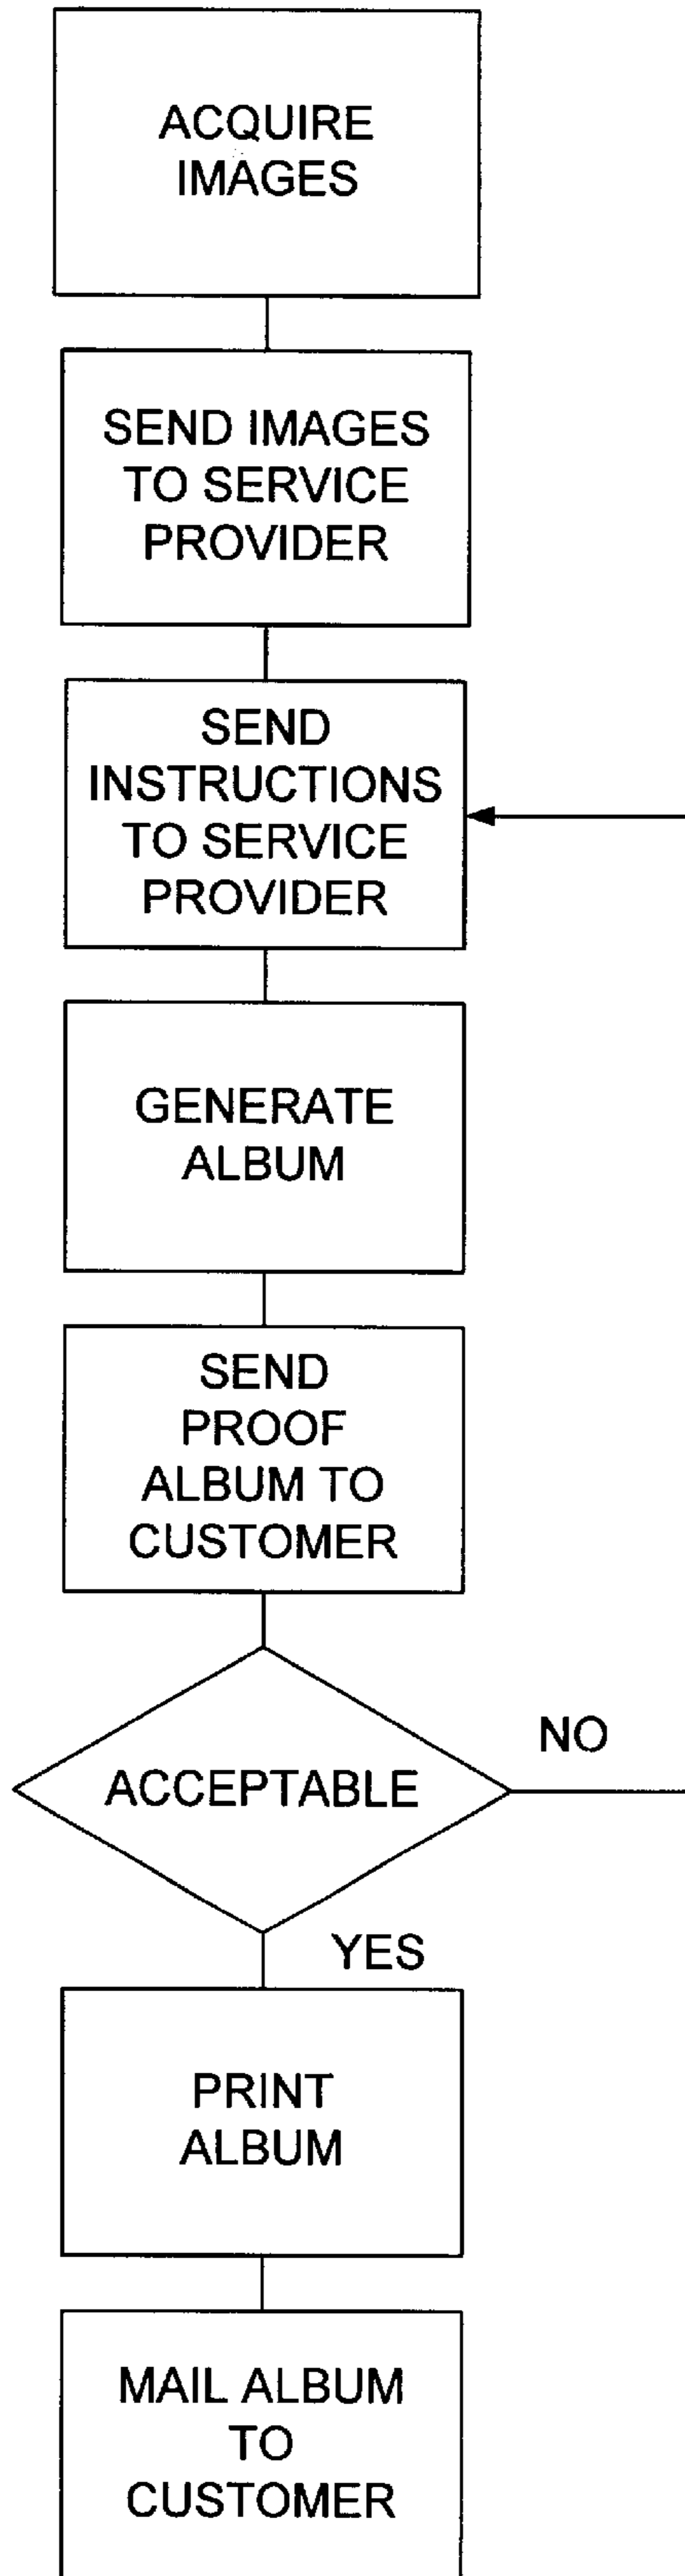 ACQUIRE
IMAGES
SEND IMAGES
TO SERVICE
PROVIDER
SEND
INSTRUCTIONS
TO SERVICE
PROVIDER
GENERATE
ALBUM
SEND
PROOF
ALBUM TO
CUSTOMER
ACCEPTABLE
NO
YES
PRINT
ALBUM
MAIL ALBUM
TO
CUSTOMER